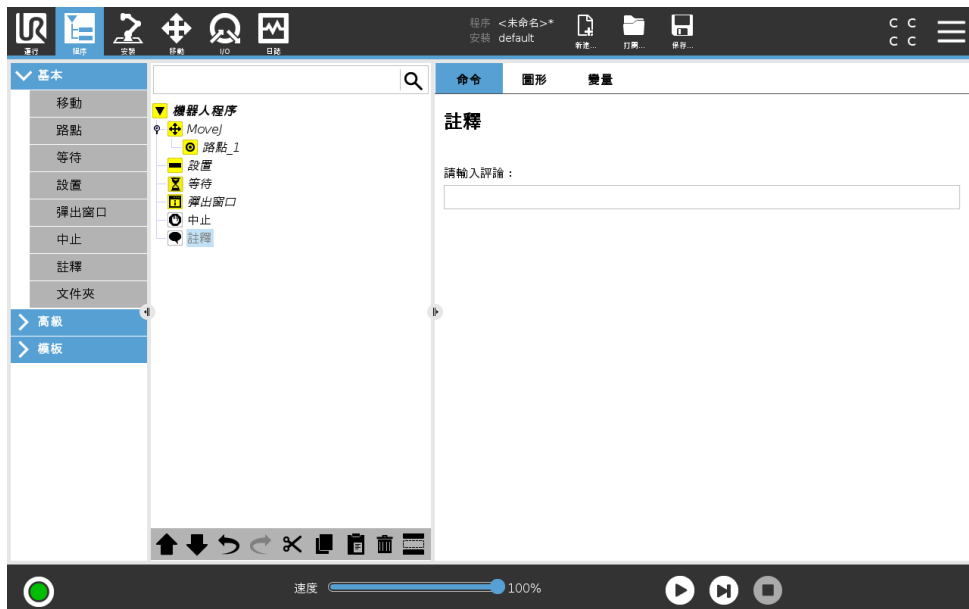 UR
運行
程序
安裝
移動
I/O
日誌
程序 <未命名>*
安裝 default
新建...
打開...
保存...
C C
C C
基本
移動
路點
等待
設置
彈出窗口
中止
註釋
文件夾
高級
模板
機器人程序
MoveJ
路點_1
設置
等待
彈出窗口
中止
註釋
命令 圖形 變量
註釋
請輸入評論：
速度 100%